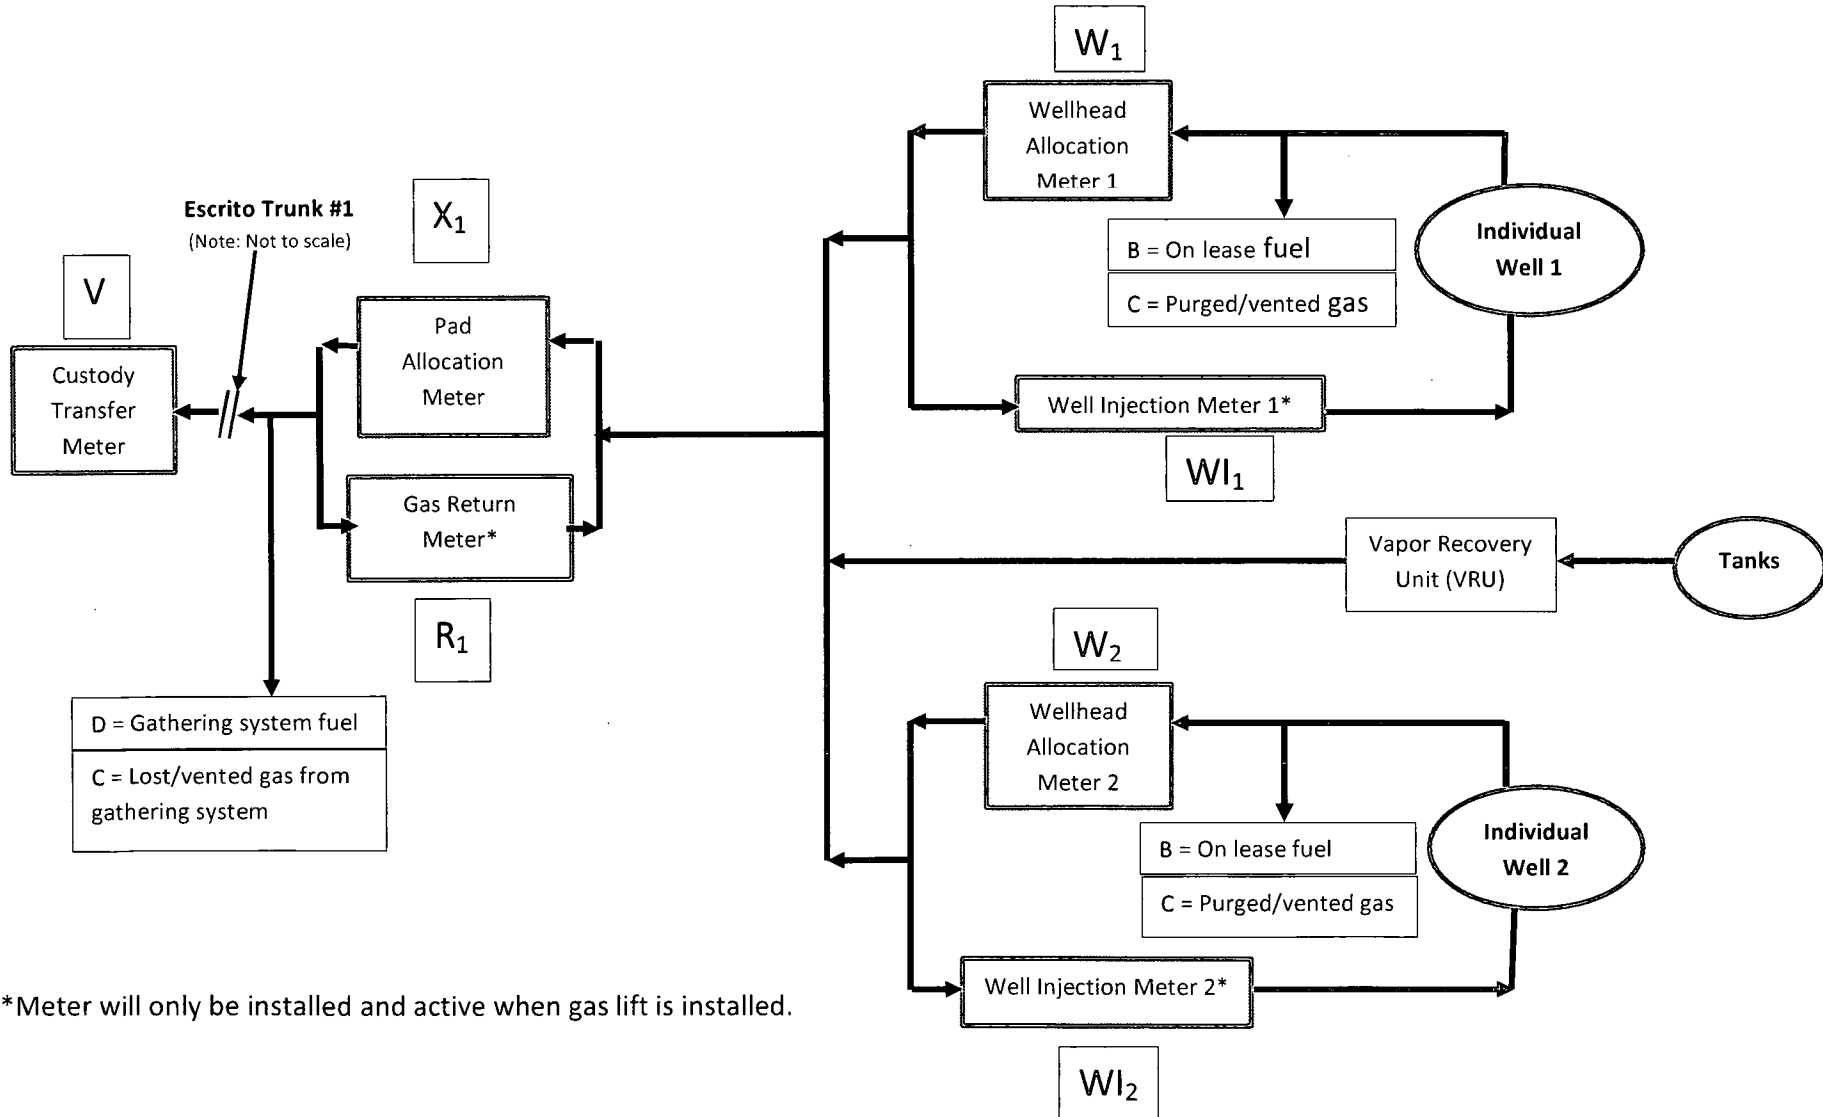 W₁
Wellhead
Allocation
Meter 1
Escrito Trunk #1
(Note: Not to scale)
X₁
V
Individual
Well 1
B = On lease fuel
C = Purged/vented gas
Pad
Allocation
Meter
Custody
Transfer
Meter
Well Injection Meter 1*
WI₁
Gas Return
Meter*
R₁
Vapor Recovery
Unit (VRU)
Tanks
W₂
D = Gathering system fuel
C = Lost/vented gas from
gathering system
Wellhead
Allocation
Meter 2
Individual
Well 2
B = On lease fuel
C = Purged/vented gas
Well Injection Meter 2*
*Meter will only be installed and active when gas lift is installed.
WI₂